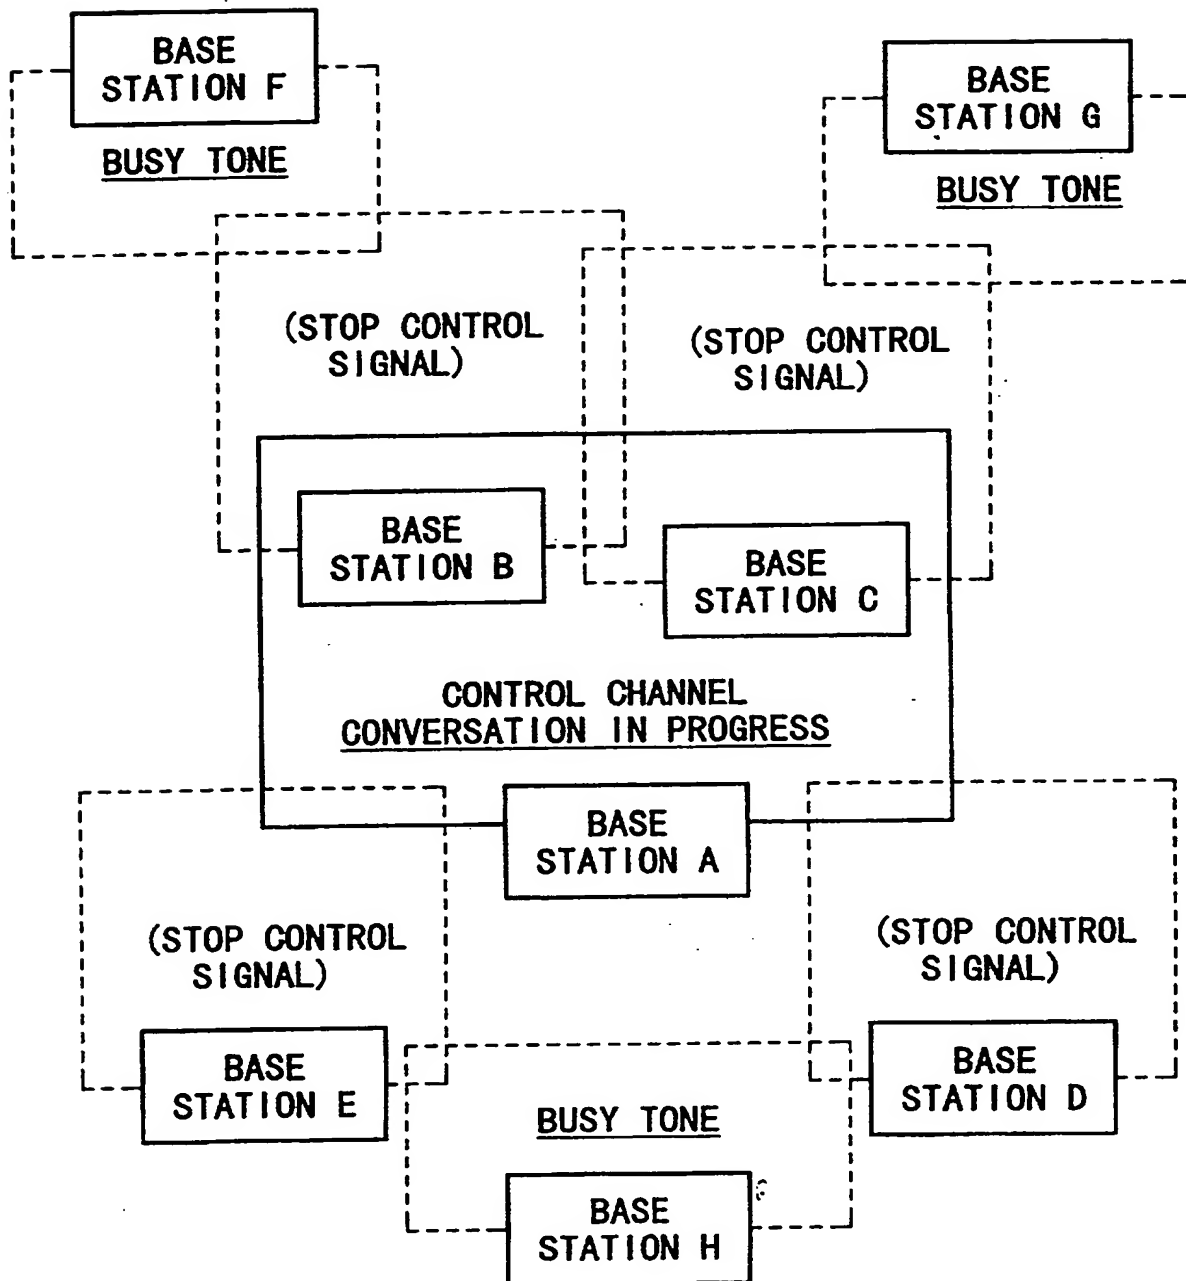 BASE
STATION F
BASE
STATION G
BUSY TONE
BUSY TONE
(STOP CONTROL
SIGNAL)
(STOP CONTROL
SIGNAL)
BASE
STATION B
BASE
STATION C
CONTROL CHANNEL
CONVERSATION IN PROGRESS
BASE
STATION A
(STOP CONTROL
SIGNAL)
(STOP CONTROL
SIGNAL)
BASE
STATION E
BASE
STATION D
BUSY TONE
BASE
STATION H